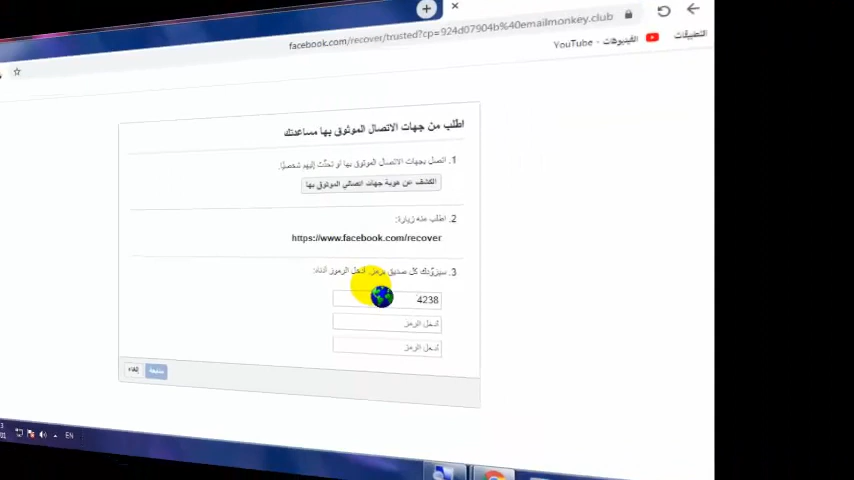 facebook.com/recover/trusted?cp=924d07904b%40emailmonkey.club
التطبيقات
الفيديوهات - YouTube
اطلب من جهات الاتصال الموثوق بها مساعدتك
1. اتصل بجهات الاتصال الموثوق بها او تحدَّث إليهم شخصيًا.
الكشف عن هوية جهات اتصالي الموثوق بها
2. اطلب منه زيارة:
https://www.facebook.com/recover
3. سيزوِّدك كل صديق برمز. أدخل الرموز أدناه:
4238
أدخل الرمز
أدخل الرمز
متابعة
إلغاء
EN